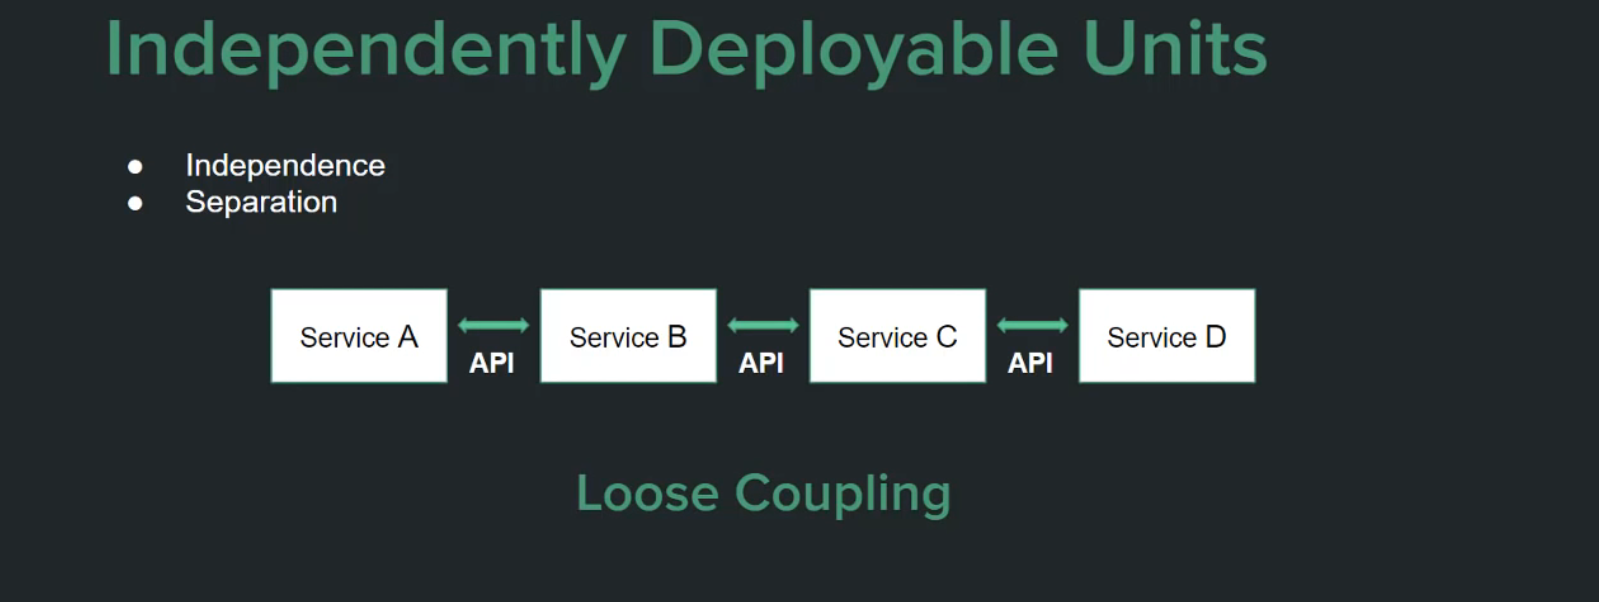 Independently Deployable Units
● Independence
● Separation
Service A
API
Service B
API
Service C
API
Service D
Loose Coupling